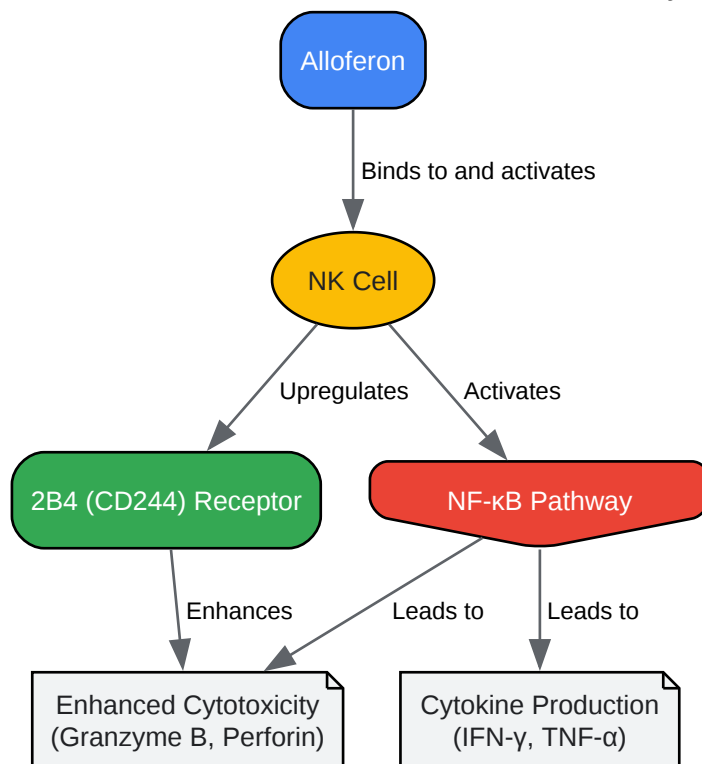 Alloferon
Binds to and activates
NK Cell
Upregulates
Activates
2B4 (CD244) Receptor
NF-κB Pathway
Enhances
Leads to
Leads to
Enhanced Cytotoxicity
(Granzyme B, Perforin)
Cytokine Production
(IFN-γ, TNF-α)